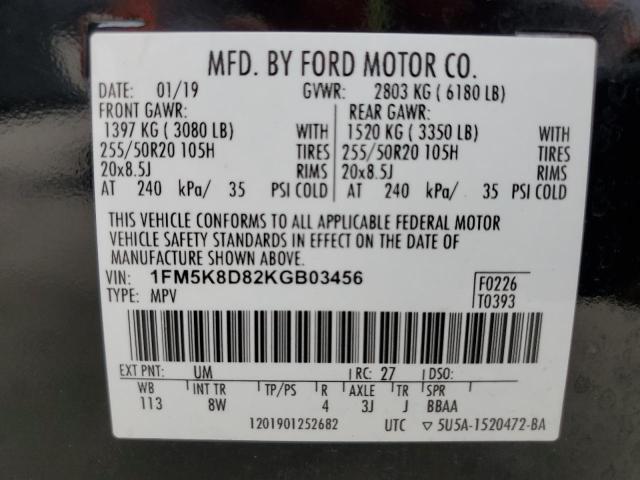 MFD. BY FORD MOTOR CO.
DATE: 01/19 GVWR: 2803 KG ( 6180 LB)
FRONT GAWR: REAR GAWR:
1397 KG ( 3080 LB) WITH 1520 KG ( 3350 LB) WITH
255/50R20 105H TIRES 255/50R20 105H TIRES
20x8.5J RIMS 20x8.5J RIMS
AT 240 kPa/ 35 PSI COLD AT 240 kPa/ 35 PSI COLD
THIS VEHICLE CONFORMS TO ALL APPLICABLE FEDERAL MOTOR
VEHICLE SAFETY STANDARDS IN EFFECT ON THE DATE OF
MANUFACTURE SHOWN ABOVE.
VIN: 1FM5K8D82KGB03456 F0226
TYPE: MPV T0393
EXT PNT: UM RC: 27 DSO:
WB INT TR TP/PS R AXLE TR SPR
113 8W 4 3J J BBAA
1201901252682 UTC ▽ 5U5A-1520472-BA